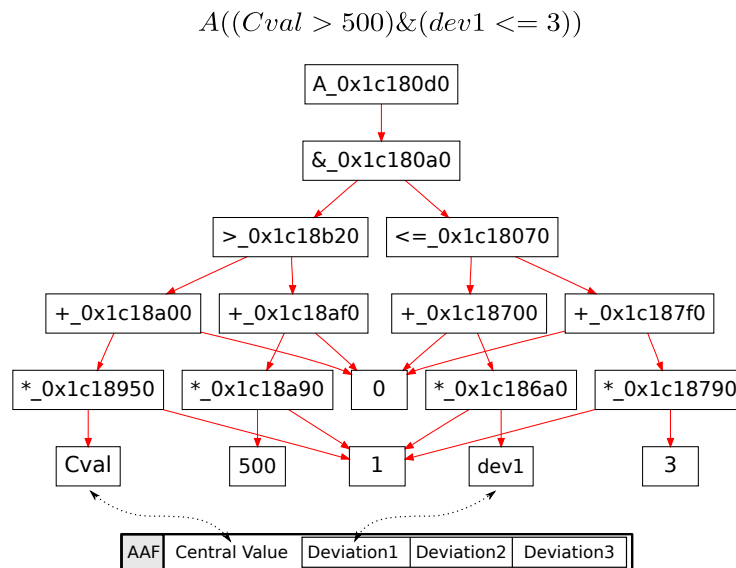 A((Cval > 500)&(dev1 <= 3))
A_0x1c180d0
&_0x1c180a0
>_0x1c18b20 <=_0x1c18070
+_0x1c18a00 +_0x1c18af0 +_0x1c18700 +_0x1c187f0
*_0x1c18950 *_0x1c18a90 0 *_0x1c186a0 *_0x1c18790
Cval 500 1 dev1 3
AAF Central Value Deviation1 Deviation2 Deviation3